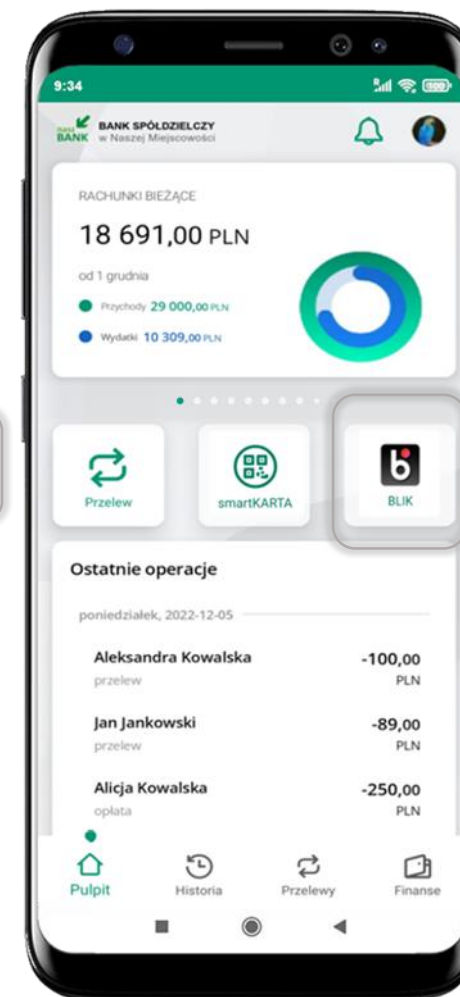 9:34
nasz
BANK
BANK SPÓŁDZIELCZY
w Naszej Miejscowości
RACHUNKI BIEŻĄCE
18 691,00 PLN
od 1 grudnia
Przychody 29 000,00 PLN
Wydatki 10 309,00 PLN
Przelew
smartKARTA
BLIK
Ostatnie operacje
poniedziałek, 2022-12-05
Aleksandra Kowalska -100,00
przelew PLN
Jan Jankowski -89,00
przelew PLN
Alicja Kowalska -250,00
opłata PLN
Pulpit
Historia
Przelewy
Finanse